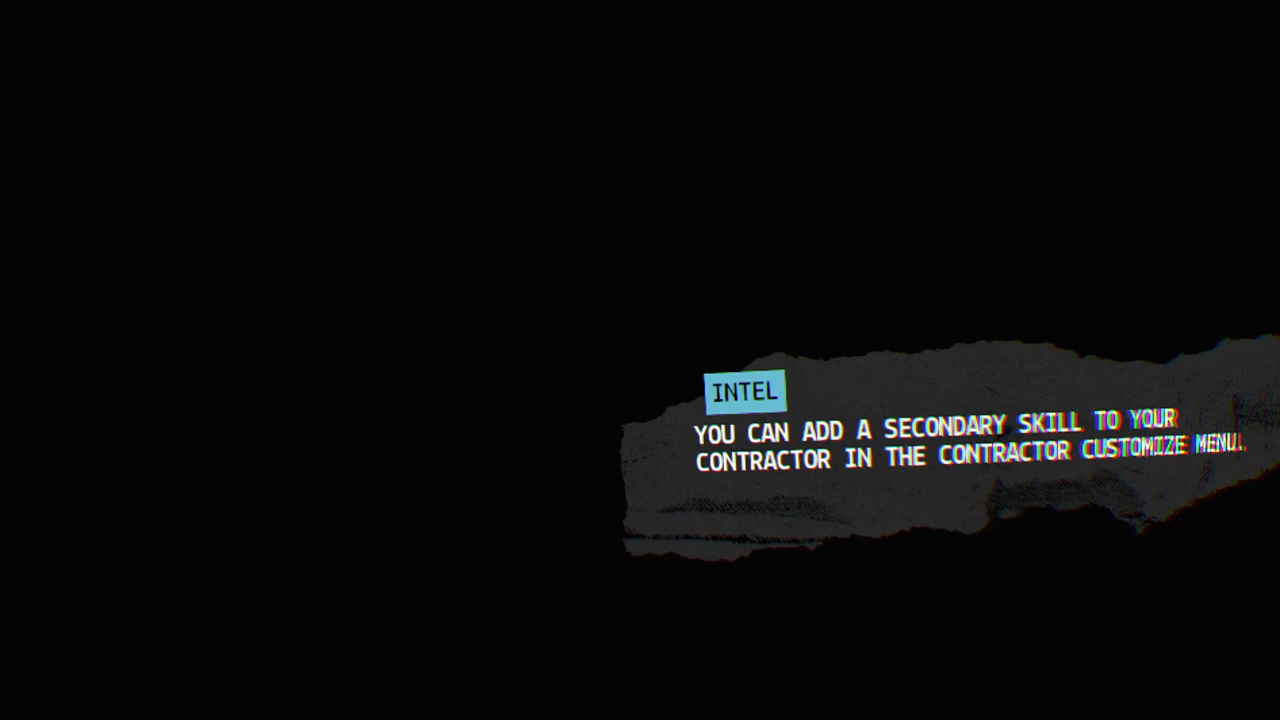 INTEL
YOU CAN ADD A SECONDARY SKILL TO YOUR
CONTRACTOR IN THE CONTRACTOR CUSTOMIZE MENU.